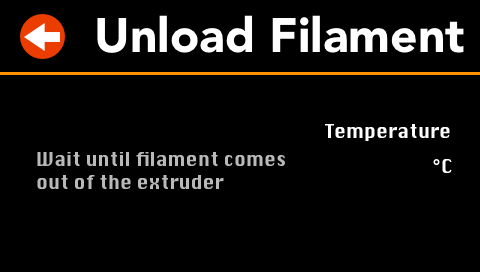 Unload Filament
Temperature
°C
Wait until filament comes
out of the extruder